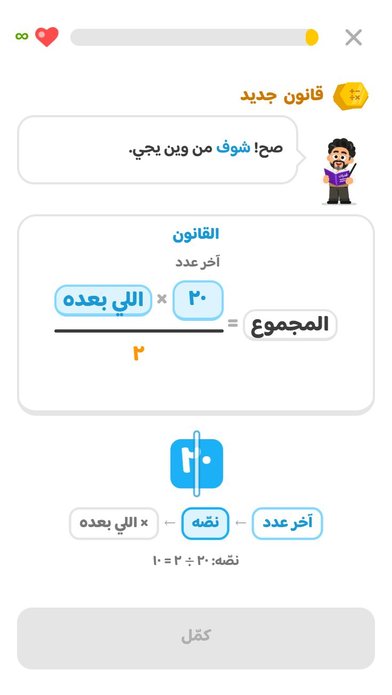 ∞
قانون جديد
صح! شوف من وين يجي.
القانون
آخر عدد
المجموع = ٢٠ × اللي بعده
٢
٢٠
آخر عدد ← نصّه ← × اللي بعده
نصّه: ٢٠ ÷ ٢ = ١٠
كمّل